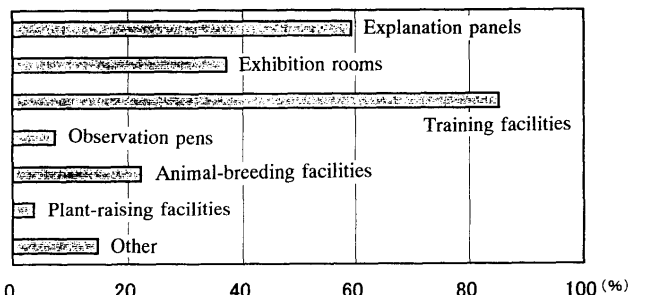 Explanation panels
Exhibition rooms
Training facilities
Observation pens
Animal-breeding facilities
Plant-raising facilities
Other
0 20 40 60 80 100 (%)